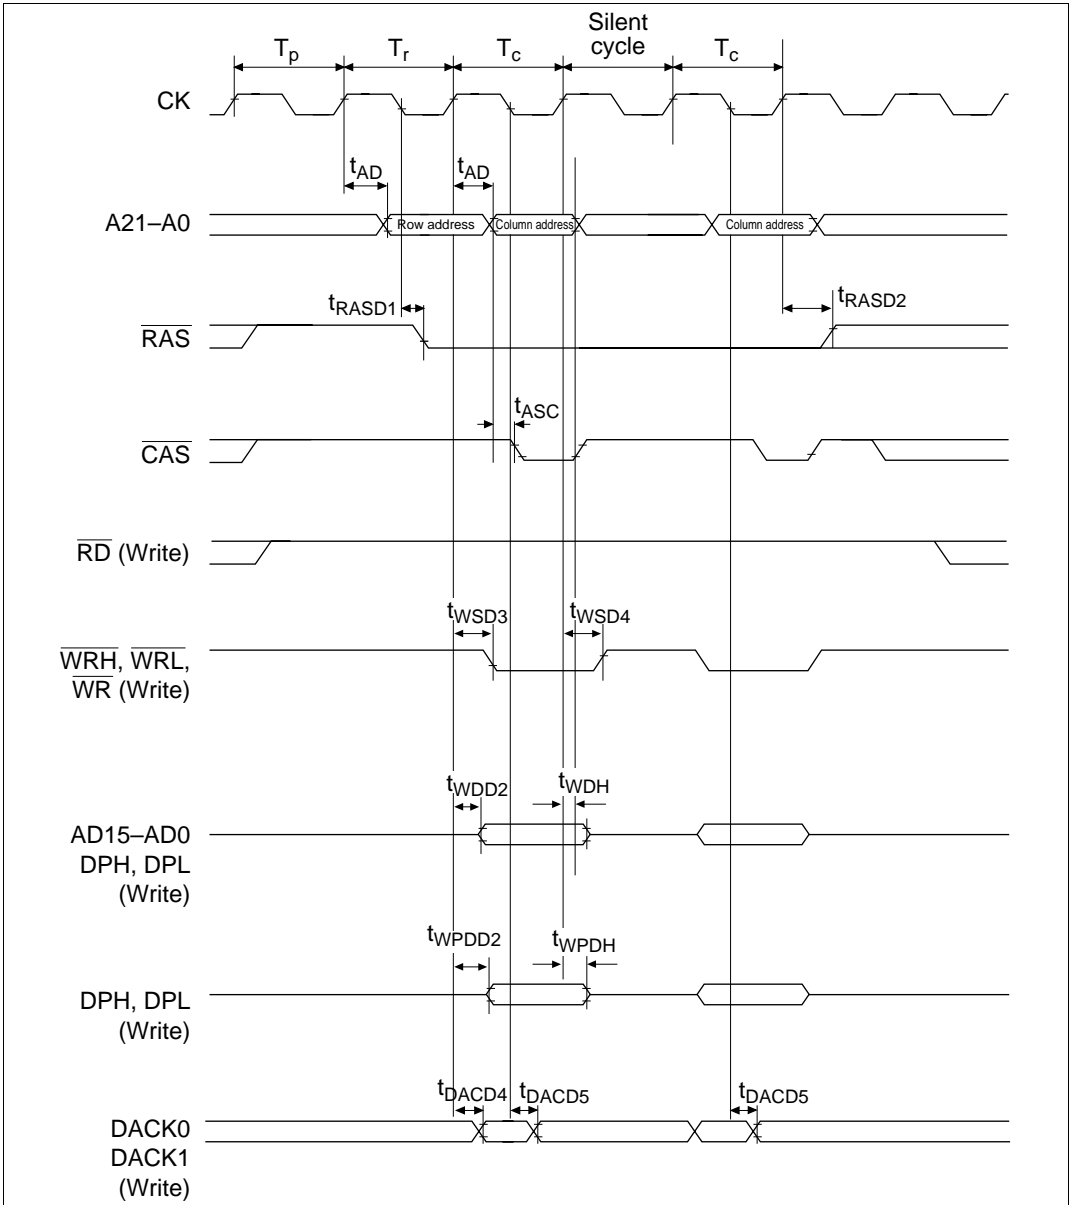 Silent
cycle
Tp Tr Tc Tc
CK
tAD tAD
A21–A0 Row address Column address Column address
tRASD1 tRASD2
RAS
tASC
CAS
RD (Write)
tWSD3 tWSD4
WRH, WRL,
WR (Write)
tWDD2 tWDH
AD15–AD0
DPH, DPL
(Write)
tWPDD2 tWPDH
DPH, DPL
(Write)
tDACD4 tDACD5 tDACD5
DACK0
DACK1
(Write)